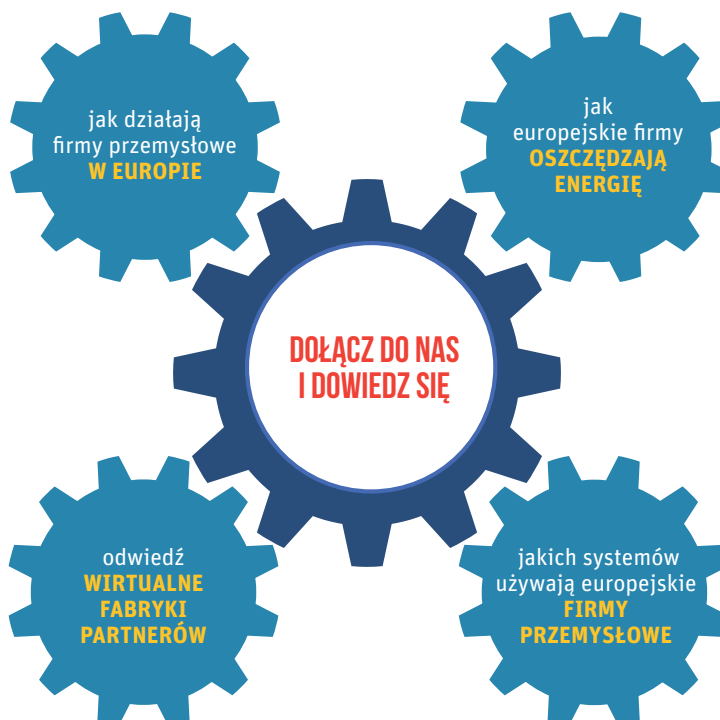 jak działają
firmy przemysłowe
W EUROPIE
jak
europejskie firmy
OSZCZĘDZAJĄ
ENERGIĘ
DOŁĄCZ DO NAS
I DOWIEDZ SIĘ
odwiedź
WIRTUALNE
FABRYKI
PARTNERÓW
jakich systemów
używają europejskie
FIRMY
PRZEMYSŁOWE